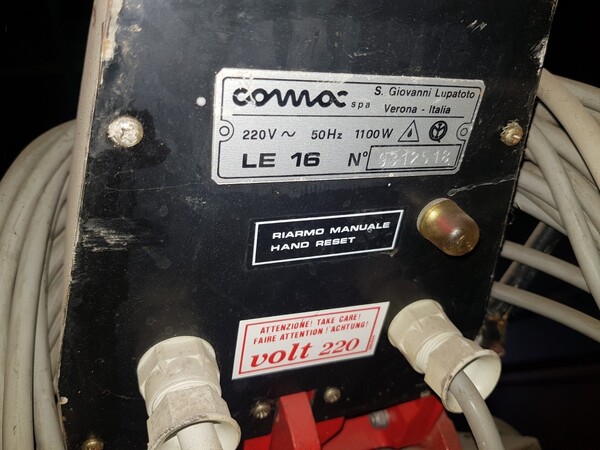 comac spa
S. Giovanni Lupatoto
Verona - Italia
220V ~ 50Hz 1100W
LE 16 N°
RIARMO MANUALE
HAND RESET
ATTENZIONE! TAKE CARE!
FAIRE ATTENTION! ACHTUNG!
volt 220